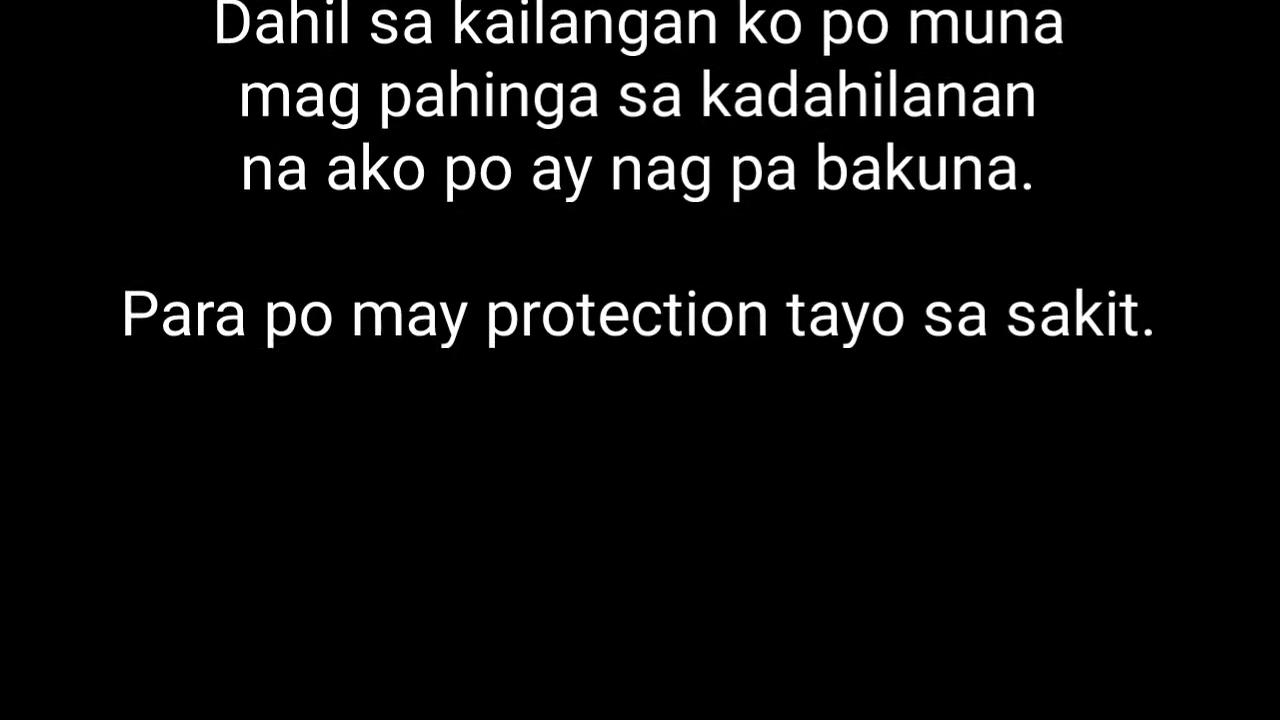 Dahil sa kailangan ko po muna
mag pahinga sa kadahilanan
na ako po ay nag pa bakuna.
Para po may protection tayo sa sakit.